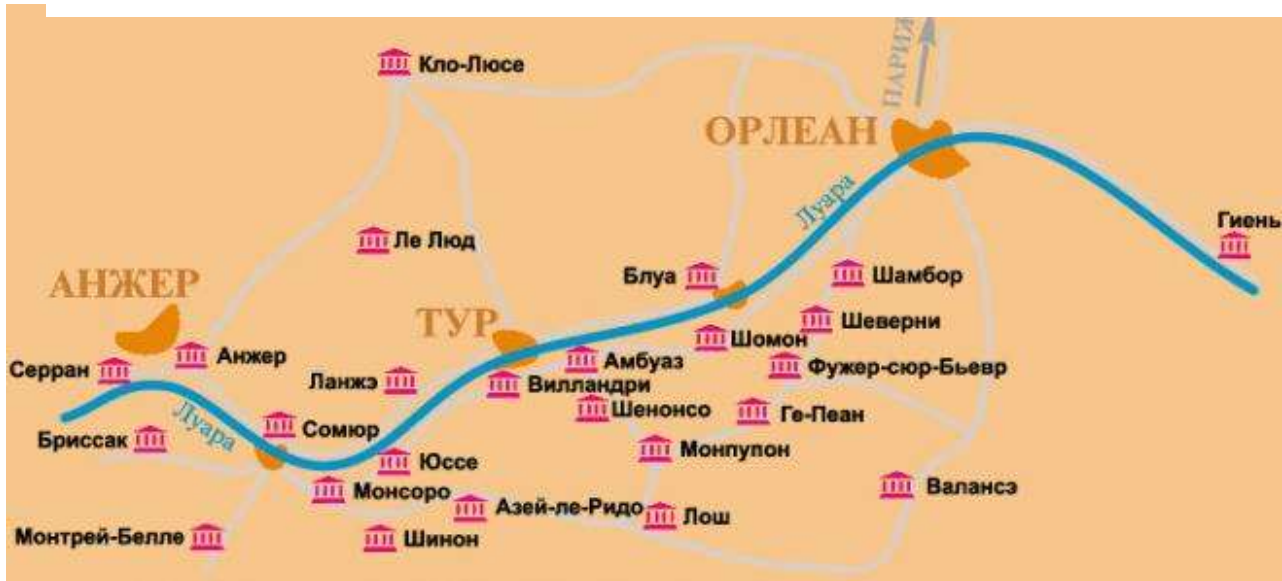 ПАРИЖ
Кло-Люсе
ОРЛЕАН
Луара
Гиень
Ле Люд
Блуа
Шамбор
АНЖЕР
ТУР
Шеверни
Шомон
Анжер
Амбуаз
Серран
Фужер-сюр-Бьевр
Ланжэ
Вилландри
Шенонсо
Ге-Пеан
Луара
Сомюр
Бриссак
Монпупон
Юссе
Монсоро
Валансэ
Азей-ле-Ридо
Лош
Монтрей-Белле
Шинон